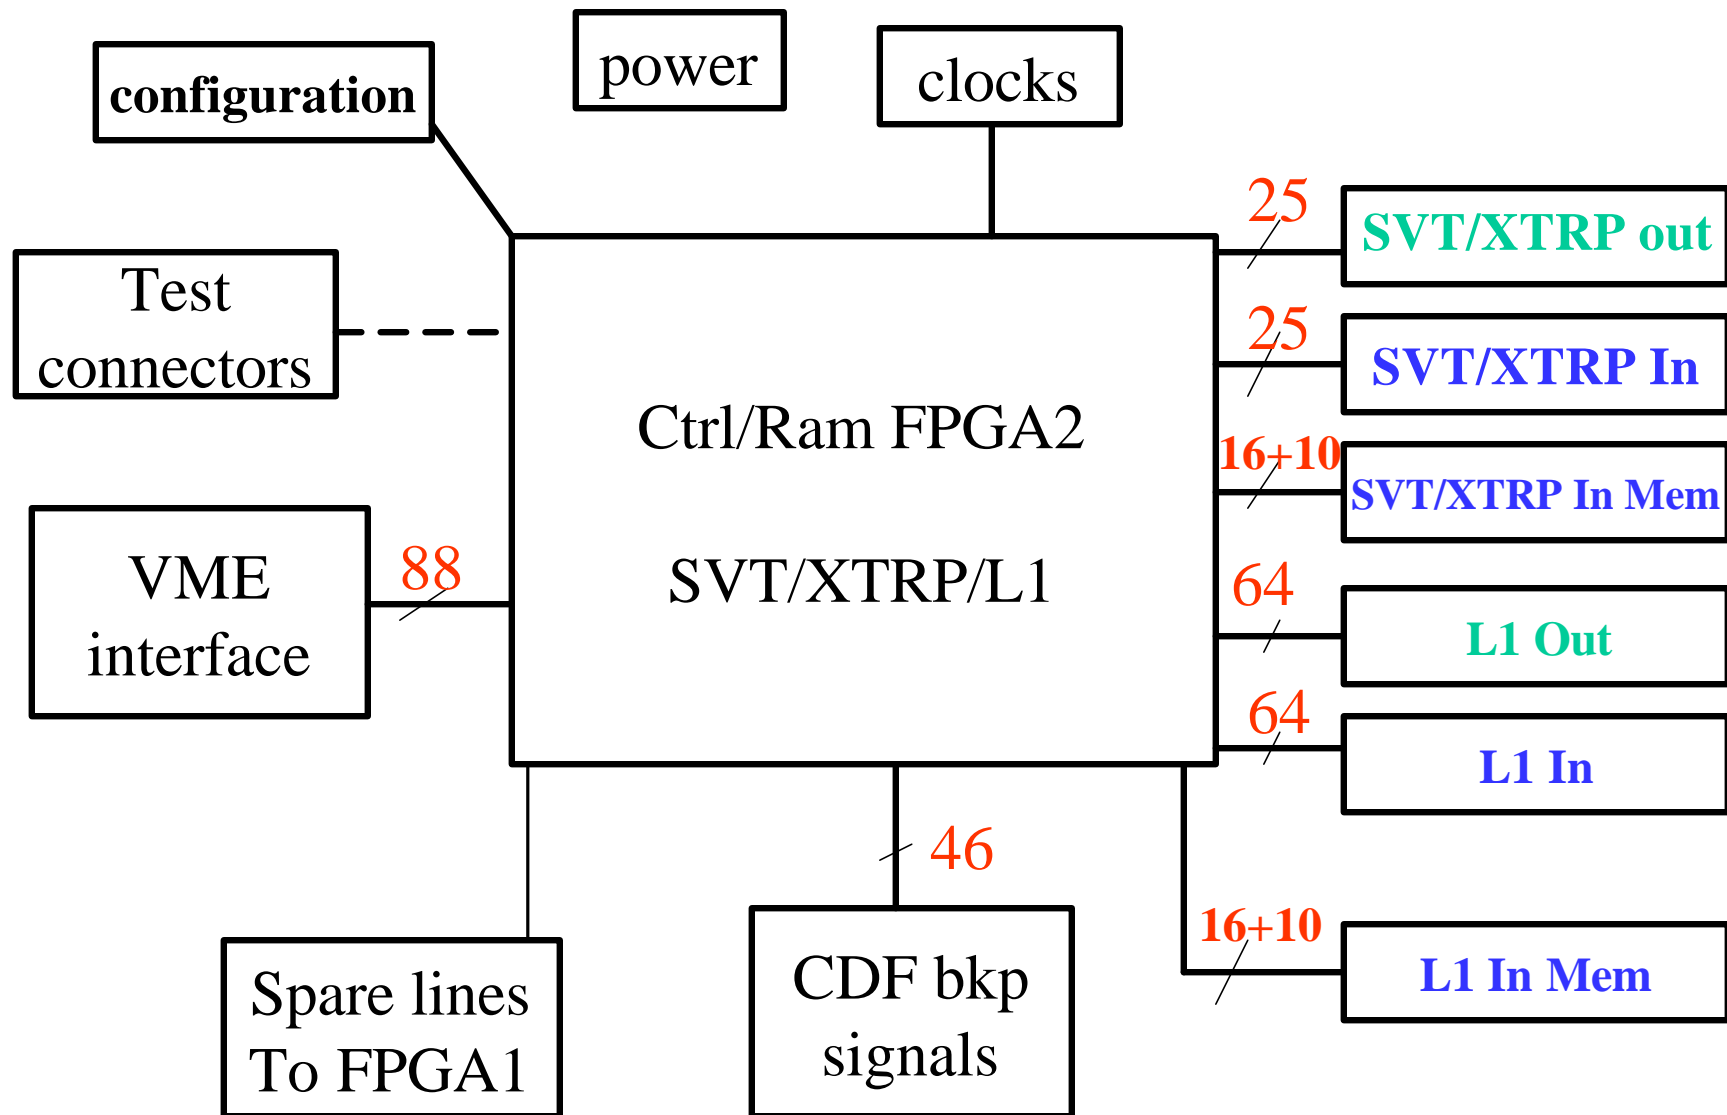 power
clocks
configuration
25
SVT/XTRP out
Test
connectors
25
SVT/XTRP In
Ctrl/Ram FPGA2
16+10
SVT/XTRP In Mem
VME
interface
88
SVT/XTRP/L1
64
L1 Out
64
L1 In
46
16+10
L1 In Mem
Spare lines
To FPGA1
CDF bkp
signals